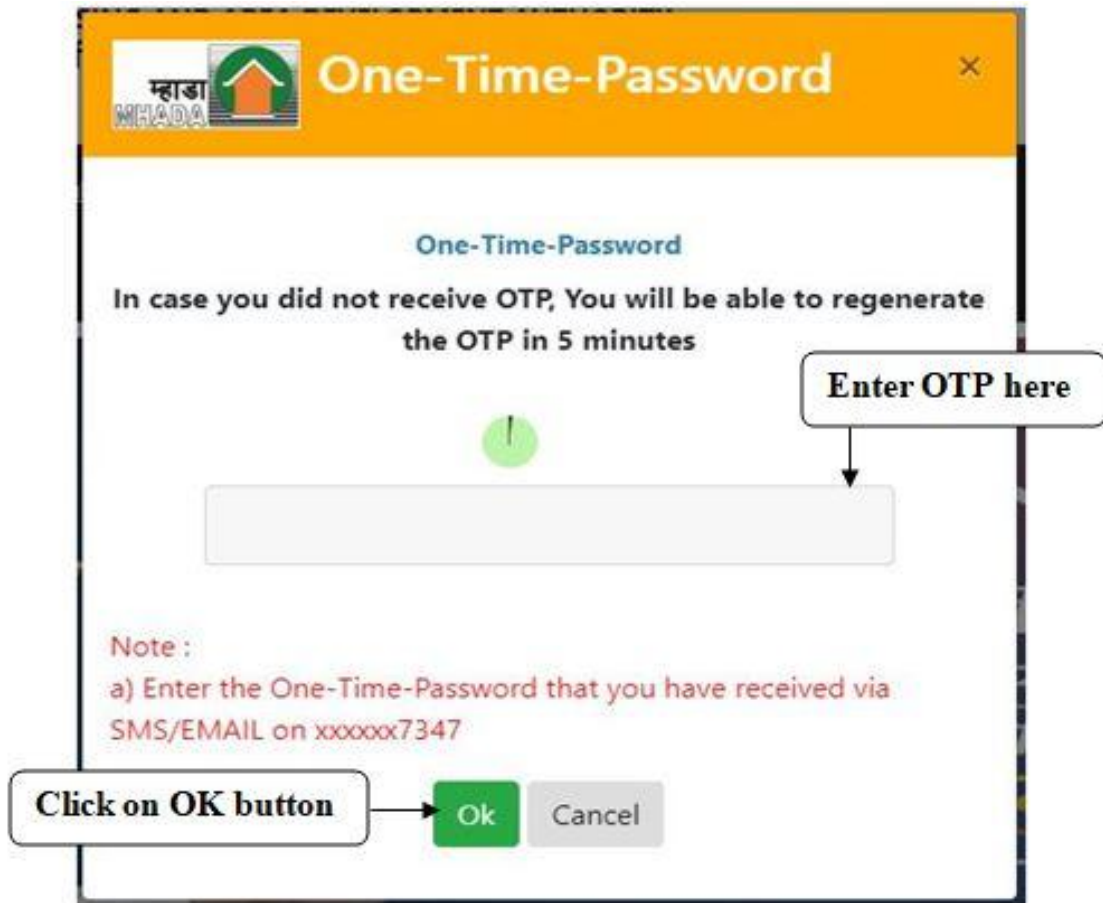 म्हाडा
MHADA
One-Time-Password
×
One-Time-Password
In case you did not receive OTP, You will be able to regenerate
the OTP in 5 minutes
Enter OTP here
Note :
a) Enter the One-Time-Password that you have received via
SMS/EMAIL on xxxxxx7347
Click on OK button
Ok
Cancel